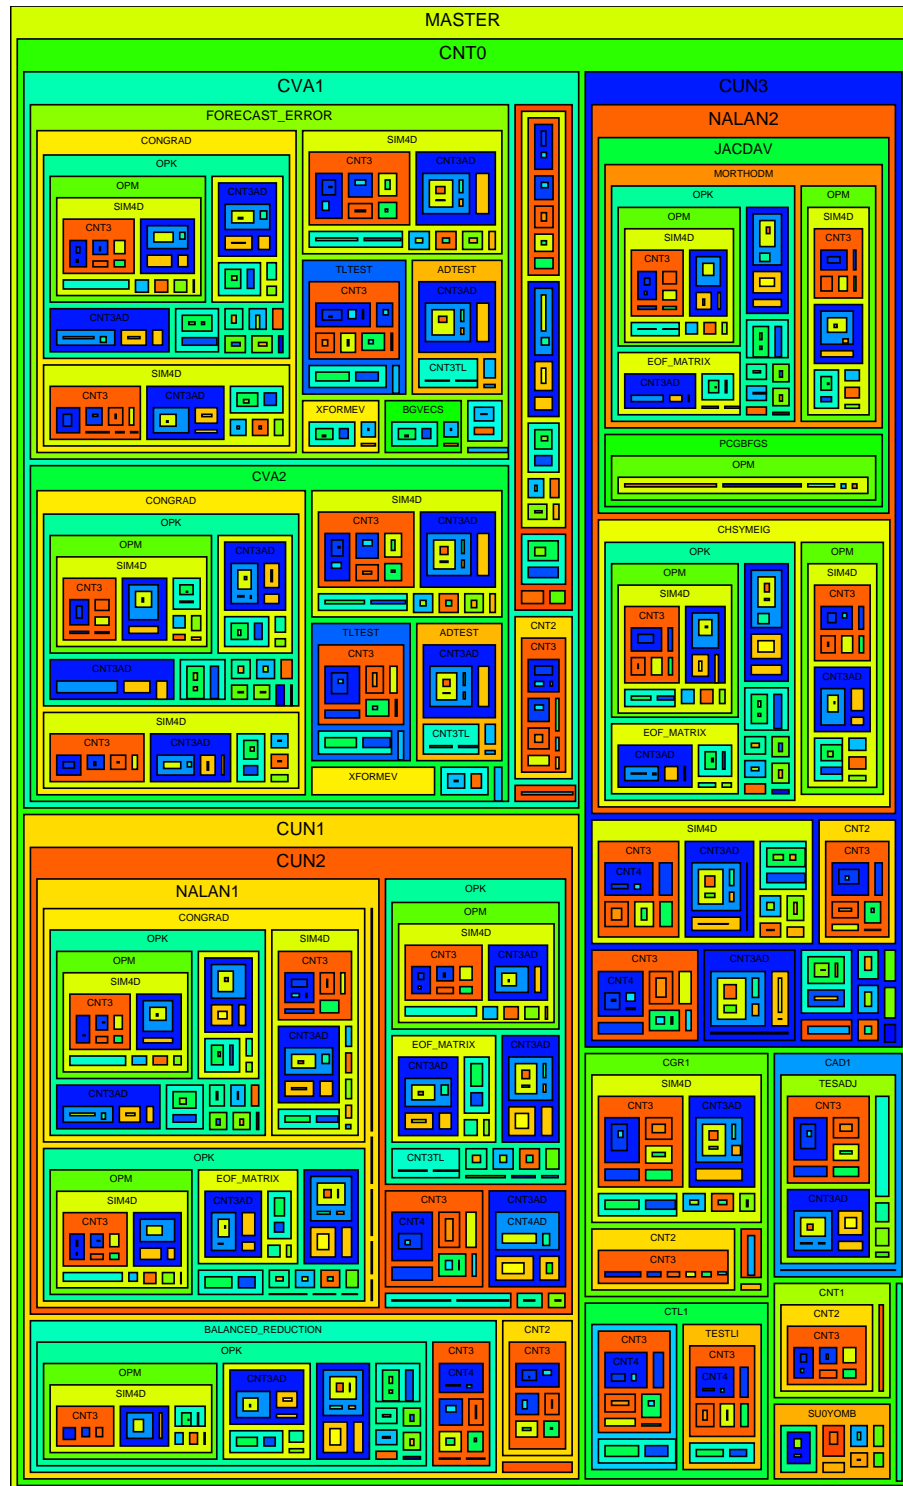 MASTER
CNT0
CVA1
FORECAST_ERROR
CONGRAD
OPK
OPM
SIM4D
CNT3
CNT3AD
CNT3AD
SIM4D
CNT3
CNT3AD
SIM4D
CNT3
CNT3AD
TLTEST
CNT3
ADTEST
CNT3AD
CNT3TL
XFORMEV
BGVECS
CVA2
CONGRAD
OPK
OPM
SIM4D
CNT3
CNT3AD
CNT3AD
SIM4D
CNT3
CNT3AD
SIM4D
CNT3
CNT3AD
TLTEST
CNT3
ADTEST
CNT3AD
CNT3TL
XFORMEV
CNT2
CNT3
CUN1
CUN2
NALAN1
CONGRAD
OPK
OPM
SIM4D
CNT3
CNT3AD
SIM4D
CNT3
CNT3AD
OPK
OPM
SIM4D
CNT3
EOF_MATRIX
CNT3AD
OPK
OPM
SIM4D
CNT3
CNT3AD
EOF_MATRIX
CNT3AD
CNT3AD
CNT3TL
CNT3
CNT4
CNT3AD
CNT4AD
BALANCED_REDUCTION
OPK
OPM
SIM4D
CNT3
CNT3AD
CNT3
CNT4
CNT2
CNT3
CUN3
NALAN2
JACDAV
MORTHODM
OPK
OPM
SIM4D
CNT3
EOF_MATRIX
CNT3AD
OPM
SIM4D
CNT3
PCGBFGS
OPM
CHSYMEIG
OPK
OPM
SIM4D
CNT3
EOF_MATRIX
CNT3AD
OPM
SIM4D
CNT3
CNT3AD
SIM4D
CNT3
CNT4
CNT3AD
CNT2
CNT3
CNT3
CNT4
CNT3AD
CGR1
SIM4D
CNT3
CNT3AD
CNT2
CNT3
CAD1
TESADJ
CNT3
CNT3AD
CTL1
CNT3
CNT4
TESTLI
CNT3
CNT4
CNT1
CNT2
CNT3
SU0YOMB